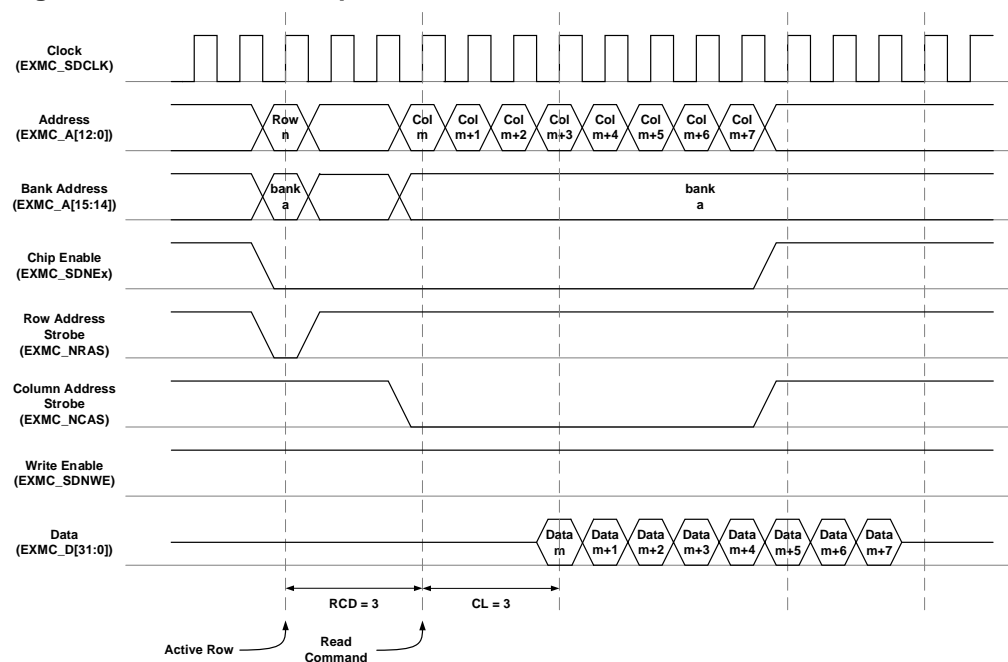 Clock
(EXMC_SDCLK)
Address
(EXMC_A[12:0])
Row
n
Col
m
Col
m+1
Col
m+2
Col
m+3
Col
m+4
Col
m+5
Col
m+6
Col
m+7
Bank Address
(EXMC_A[15:14])
bank
a
bank
a
Chip Enable
(EXMC_SDNEx)
Row Address
Strobe
(EXMC_NRAS)
Column Address
Strobe
(EXMC_NCAS)
Write Enable
(EXMC_SDNWE)
Data
(EXMC_D[31:0])
Data
m
Data
m+1
Data
m+2
Data
m+3
Data
m+4
Data
m+5
Data
m+6
Data
m+7
RCD = 3
CL = 3
Active Row
Read
Command